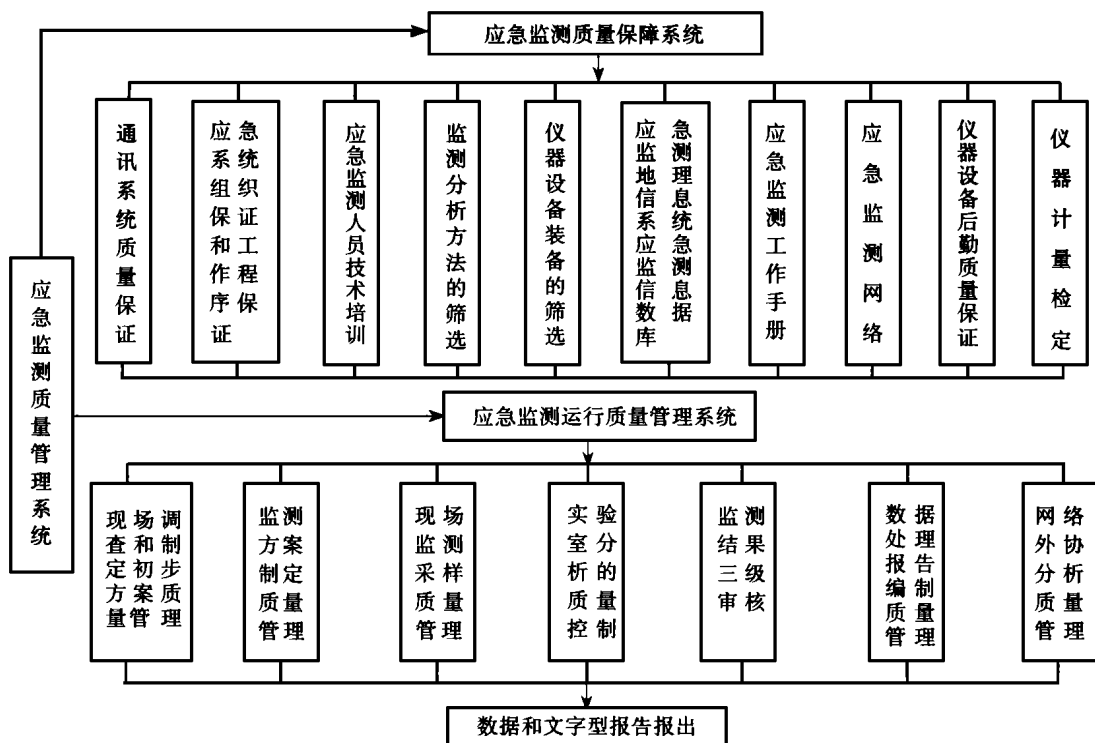 应急监测质量保障系统
通讯系统质量保证
应急系统组织保证和工作程序保证
应急监测人员技术培训
监测分析方法的筛选
仪器设备装备的筛选
应急监测地理信息系统应急监测信息数据库
应急监测工作手册
应急监测网络
仪器设备后勤质量保证
仪器计量检定
应急监测质量管理系统
应急监测运行质量管理系统
现场调查和制定初步方案质量管理
监测方案制定质量管理
现场监测采样质量管理
实验室分析的质量控制
监测结果三级审核
数据处理报告编制质量管理
网络外协分析质量管理
数据和文字型报告报出